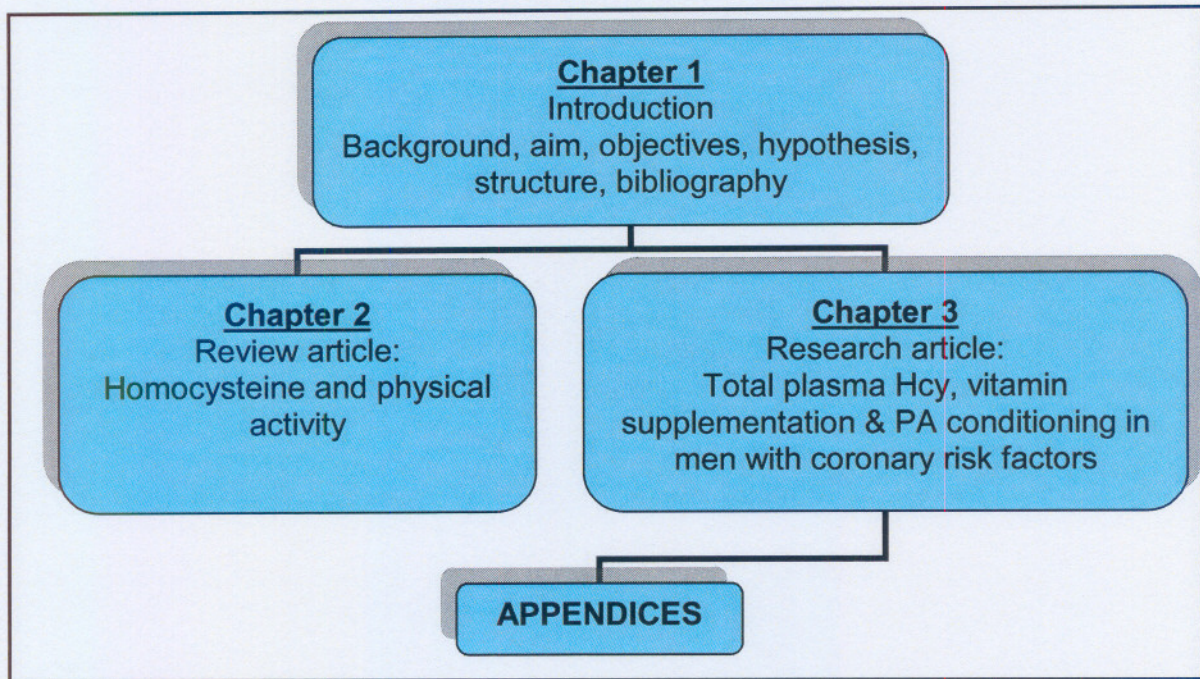 Chapter 1
Introduction
Background, aim, objectives, hypothesis,
structure, bibliography
Chapter 2
Review article:
Homocysteine and physical
activity
Chapter 3
Research article:
Total plasma Hcy, vitamin
supplementation & PA conditioning in
men with coronary risk factors
APPENDICES